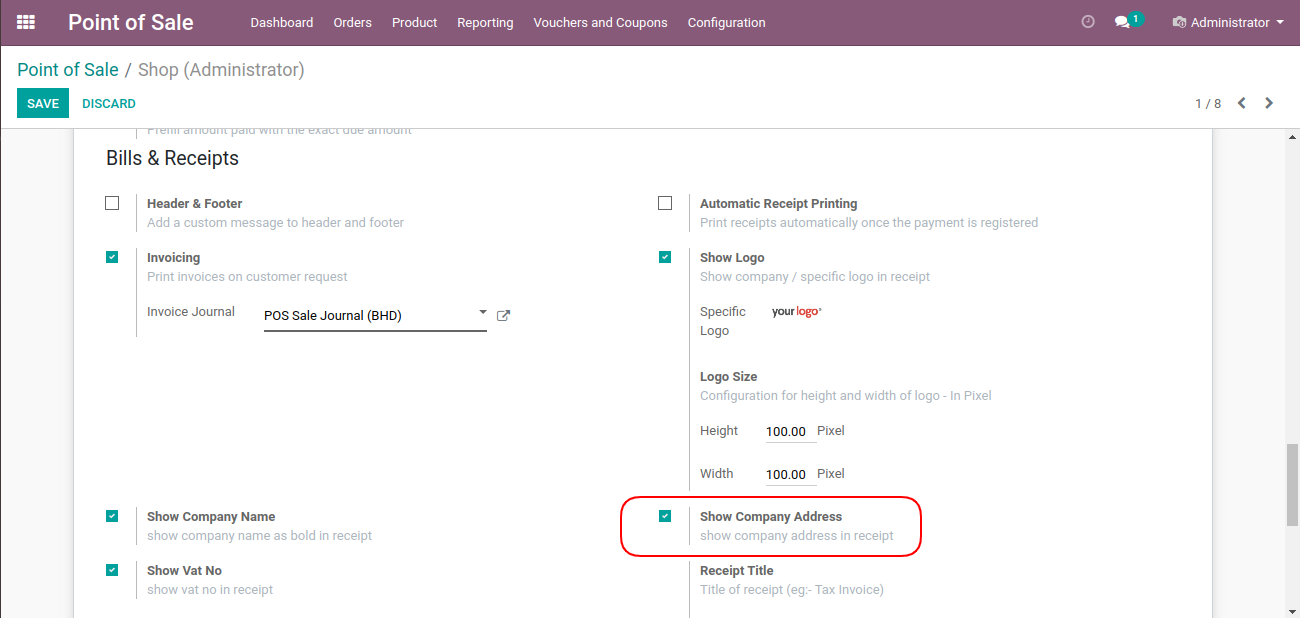 Point of Sale Dashboard Orders Product Reporting Vouchers and Coupons Configuration 1 Administrator
Point of Sale / Shop (Administrator)
SAVE DISCARD 1 / 8
Prefill amount paid with the exact due amount
Bills & Receipts
Header & Footer
Add a custom message to header and footer
Automatic Receipt Printing
Print receipts automatically once the payment is registered
Invoicing
Print invoices on customer request
Invoice Journal POS Sale Journal (BHD)
Show Logo
Show company / specific logo in receipt
Specific
Logo
yourlogo
Logo Size
Configuration for height and width of logo - In Pixel
Height 100.00 Pixel
Width 100.00 Pixel
Show Company Name
show company name as bold in receipt
Show Company Address
show company address in receipt
Show Vat No
show vat no in receipt
Receipt Title
Title of receipt (eg:- Tax Invoice)